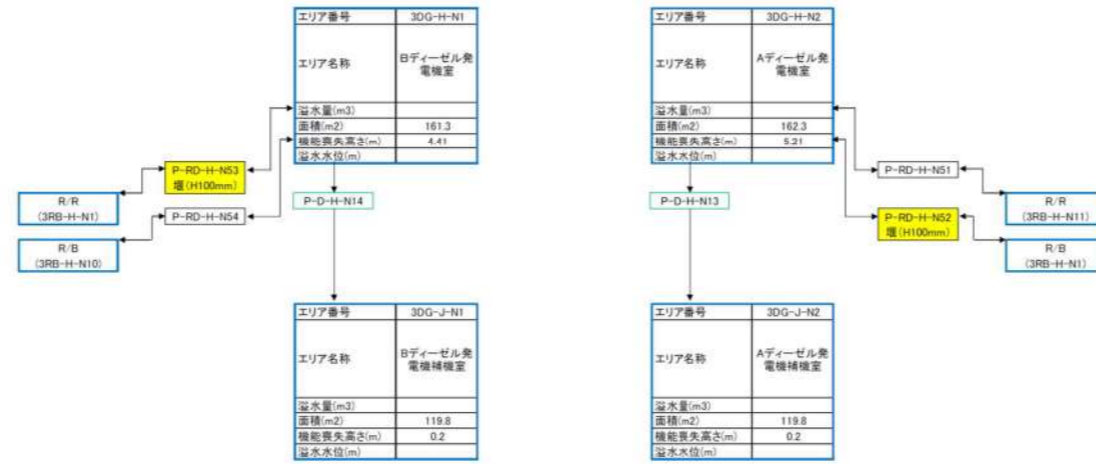 エリア番号 3DG-H-N1
エリア名称 Bディーゼル発
電機室
溢水量(m3)
面積(m2) 161.3
機能喪失高さ(m) 4.41
溢水水位(m)
エリア番号 3DG-H-N2
エリア名称 Aディーゼル発
電機室
溢水量(m3)
面積(m2) 162.3
機能喪失高さ(m) 5.21
溢水水位(m)
P-RD-H-N53
堰(H100mm)
R/R
(3RB-H-N1)
P-RD-H-N54
R/B
(3RB-H-N10)
P-D-H-N14
P-D-H-N13
P-RD-H-N51
R/R
(3RB-H-N11)
P-RD-H-N52
堰(H100mm)
R/B
(3RB-H-N1)
エリア番号 3DG-J-N1
エリア名称 Bディーゼル発
電機補機室
溢水量(m3)
面積(m2) 119.8
機能喪失高さ(m) 0.2
溢水水位(m)
エリア番号 3DG-J-N2
エリア名称 Aディーゼル発
電機補機室
溢水量(m3)
面積(m2) 119.8
機能喪失高さ(m) 0.2
溢水水位(m)